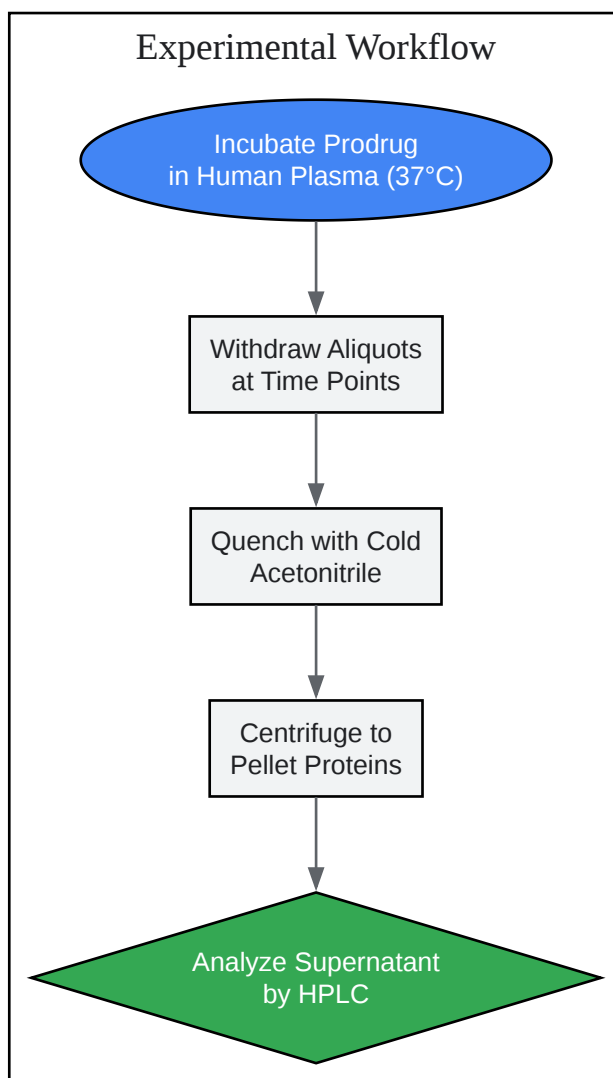 Experimental Workflow
Incubate Prodrug
in Human Plasma (37°C)
Withdraw Aliquots
at Time Points
Quench with Cold
Acetonitrile
Centrifuge to
Pellet Proteins
Analyze Supernatant
by HPLC